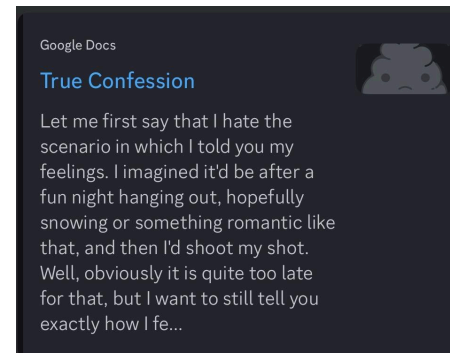 Google Docs
True Confession
Let me first say that I hate the
scenario in which I told you my
feelings. I imagined it'd be after a
fun night hanging out, hopefully
snowing or something romantic like
that, and then I'd shoot my shot.
Well, obviously it is quite too late
for that, but I want to still tell you
exactly how I fe...